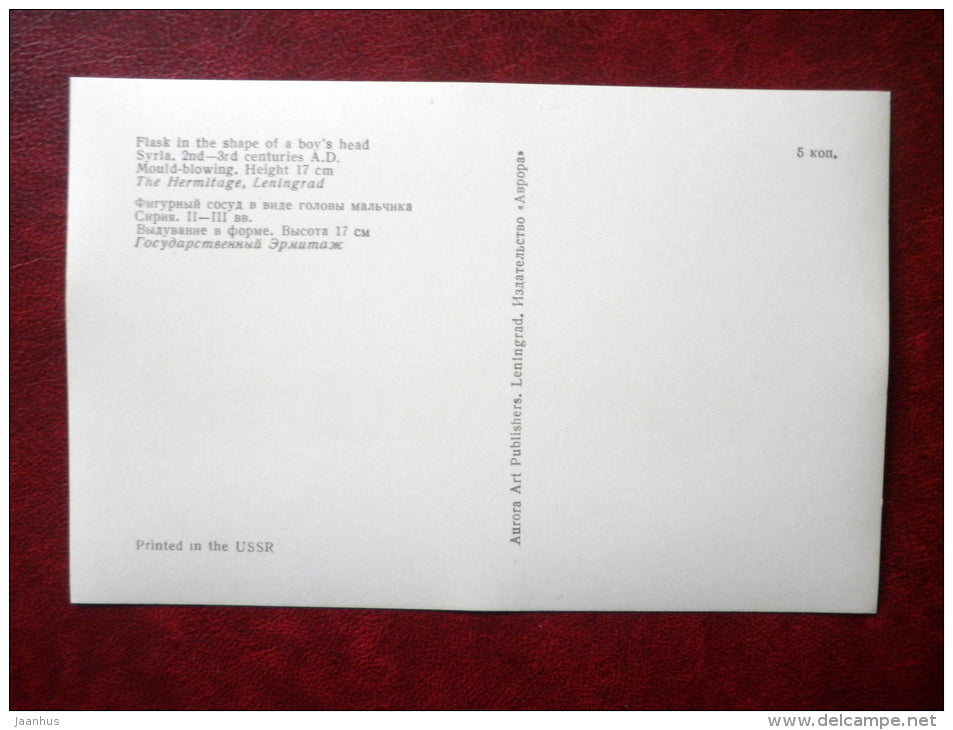 Flask in the shape of a boy's head
Syria. 2nd—3rd centuries A.D.
Mould-blowing. Height 17 cm
The Hermitage, Leningrad
Фигурный сосуд в виде головы мальчика
Сирия. II—III вв.
Выдувание в форме. Высота 17 см
Государственный Эрмитаж
Printed in the USSR
Aurora Art Publishers. Leningrad. Издательство «Аврора»
5 коп.
jaanhus
www.delcampe.net